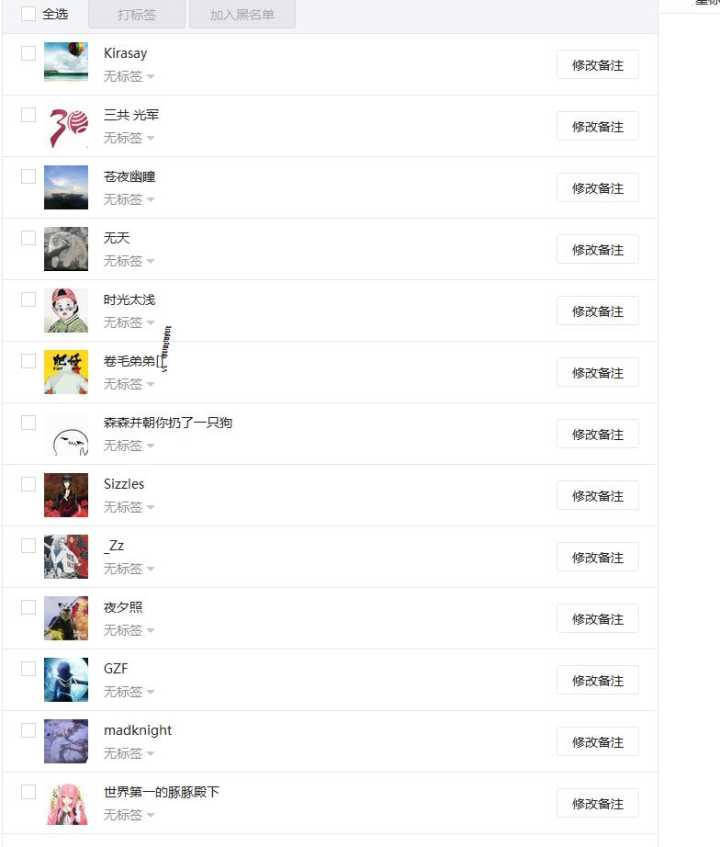 全选 打标签 加入黑名单
Kirasay
无标签
修改备注
三共 光军
无标签
修改备注
苍夜幽瞳
无标签
修改备注
无天
无标签
修改备注
时光太浅
无标签
修改备注
卷毛弟弟
无标签
修改备注
森森并朝你扔了一只狗
无标签
修改备注
Sizzles
无标签
修改备注
_Zz
无标签
修改备注
夜夕照
无标签
修改备注
GZF
无标签
修改备注
madknight
无标签
修改备注
世界第一的豚豚殿下
无标签
修改备注